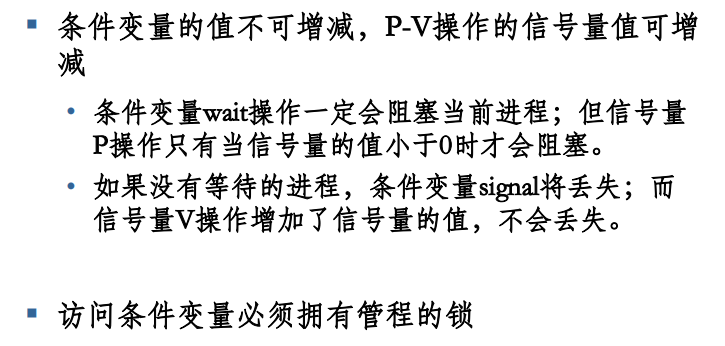 条件变量的值不可增减，P-V操作的信号量值可增
减
条件变量wait操作一定会阻塞当前进程；但信号量
P操作只有当信号量的值小于0时才会阻塞。
如果没有等待的进程，条件变量signal将丢失；而
信号量V操作增加了信号量的值，不会丢失。
访问条件变量必须拥有管程的锁